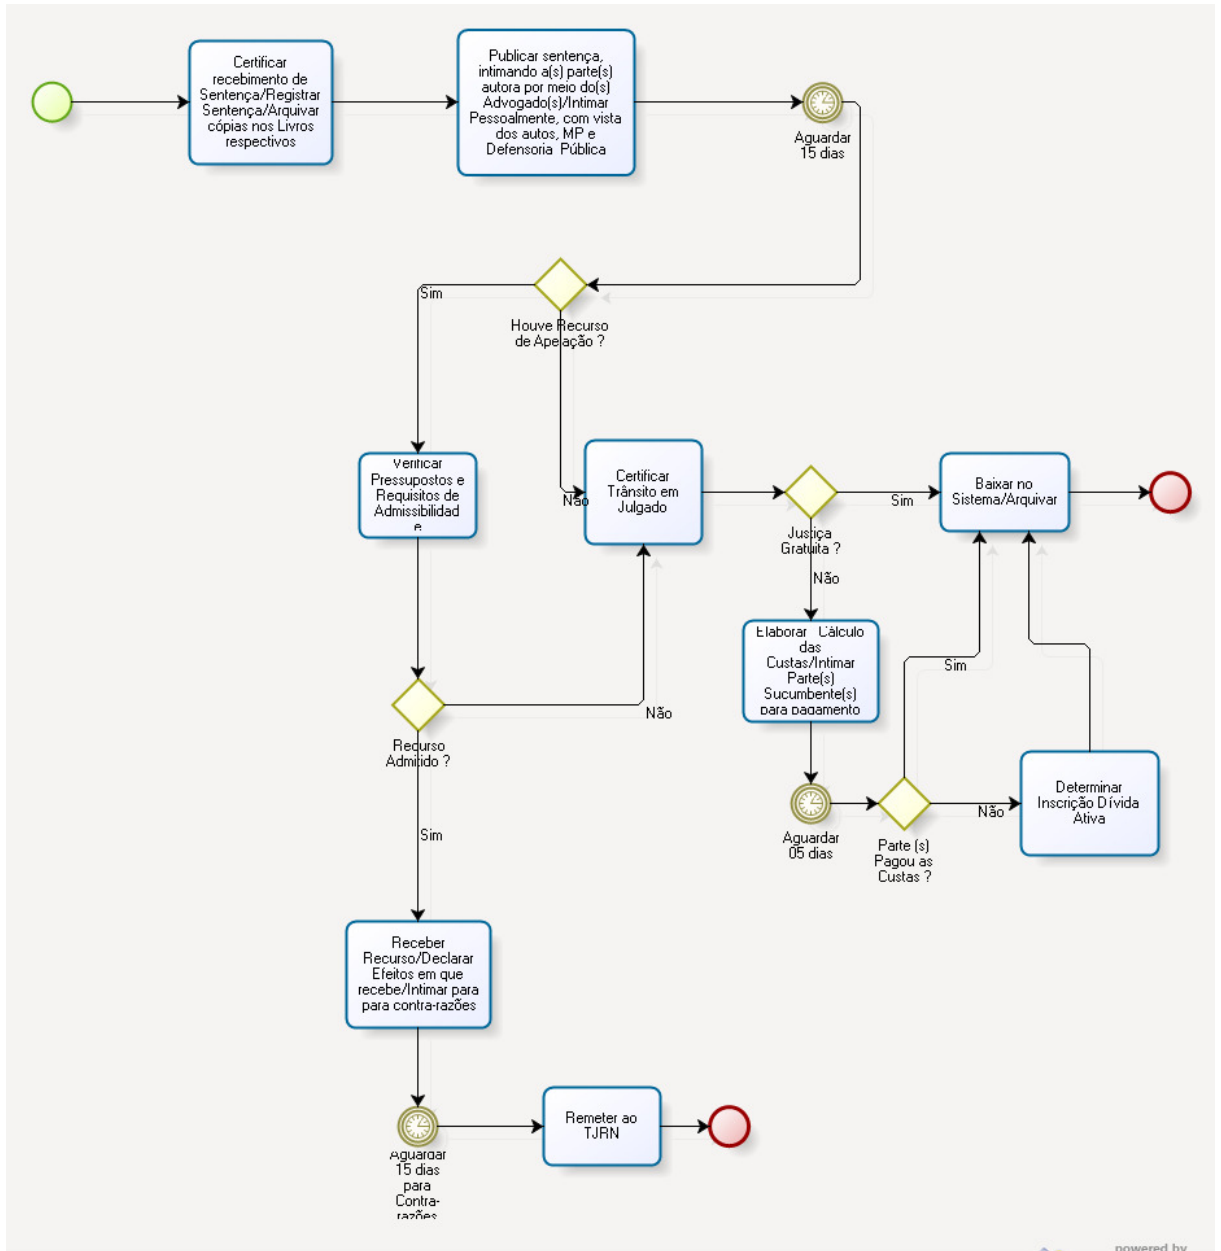 Certificar
recebimento de
Sentença/Registrar
Sentença/Arquivar
cópias nos Livros
respectivos
Publicar sentença,
intimando a(s) parte(s)
autora por meio do(s)
Advogado(s)/Intimar
Pessoalmente, com vista
dos autos, MP e
Defensoria Pública
Aguardar
15 dias
Sim
Houve Recurso
de Apelação ?
Não
Verificar
Pressupostos e
Requisitos de
Admissibilidad
e
Certificar
Trânsito em
Julgado
Justiça
Gratuita ?
Sim
Baixar no
Sistema/Arquivar
Não
Elaborar Cálculo
das
Custas/Intimar
Parte(s)
Sucumbente(s)
para pagamento
Sim
Recurso
Admitido ?
Não
Aguardar
05 dias
Parte (s)
Pagou as
Custas ?
Não
Determinar
Inscrição Dívida
Ativa
Sim
Receber
Recurso/Declarar
Efeitos em que
recebe/Intimar para
para contra-razões
Aguardar
15 dias
para
Contra-
razões
Remeter ao
TJRN
powered by